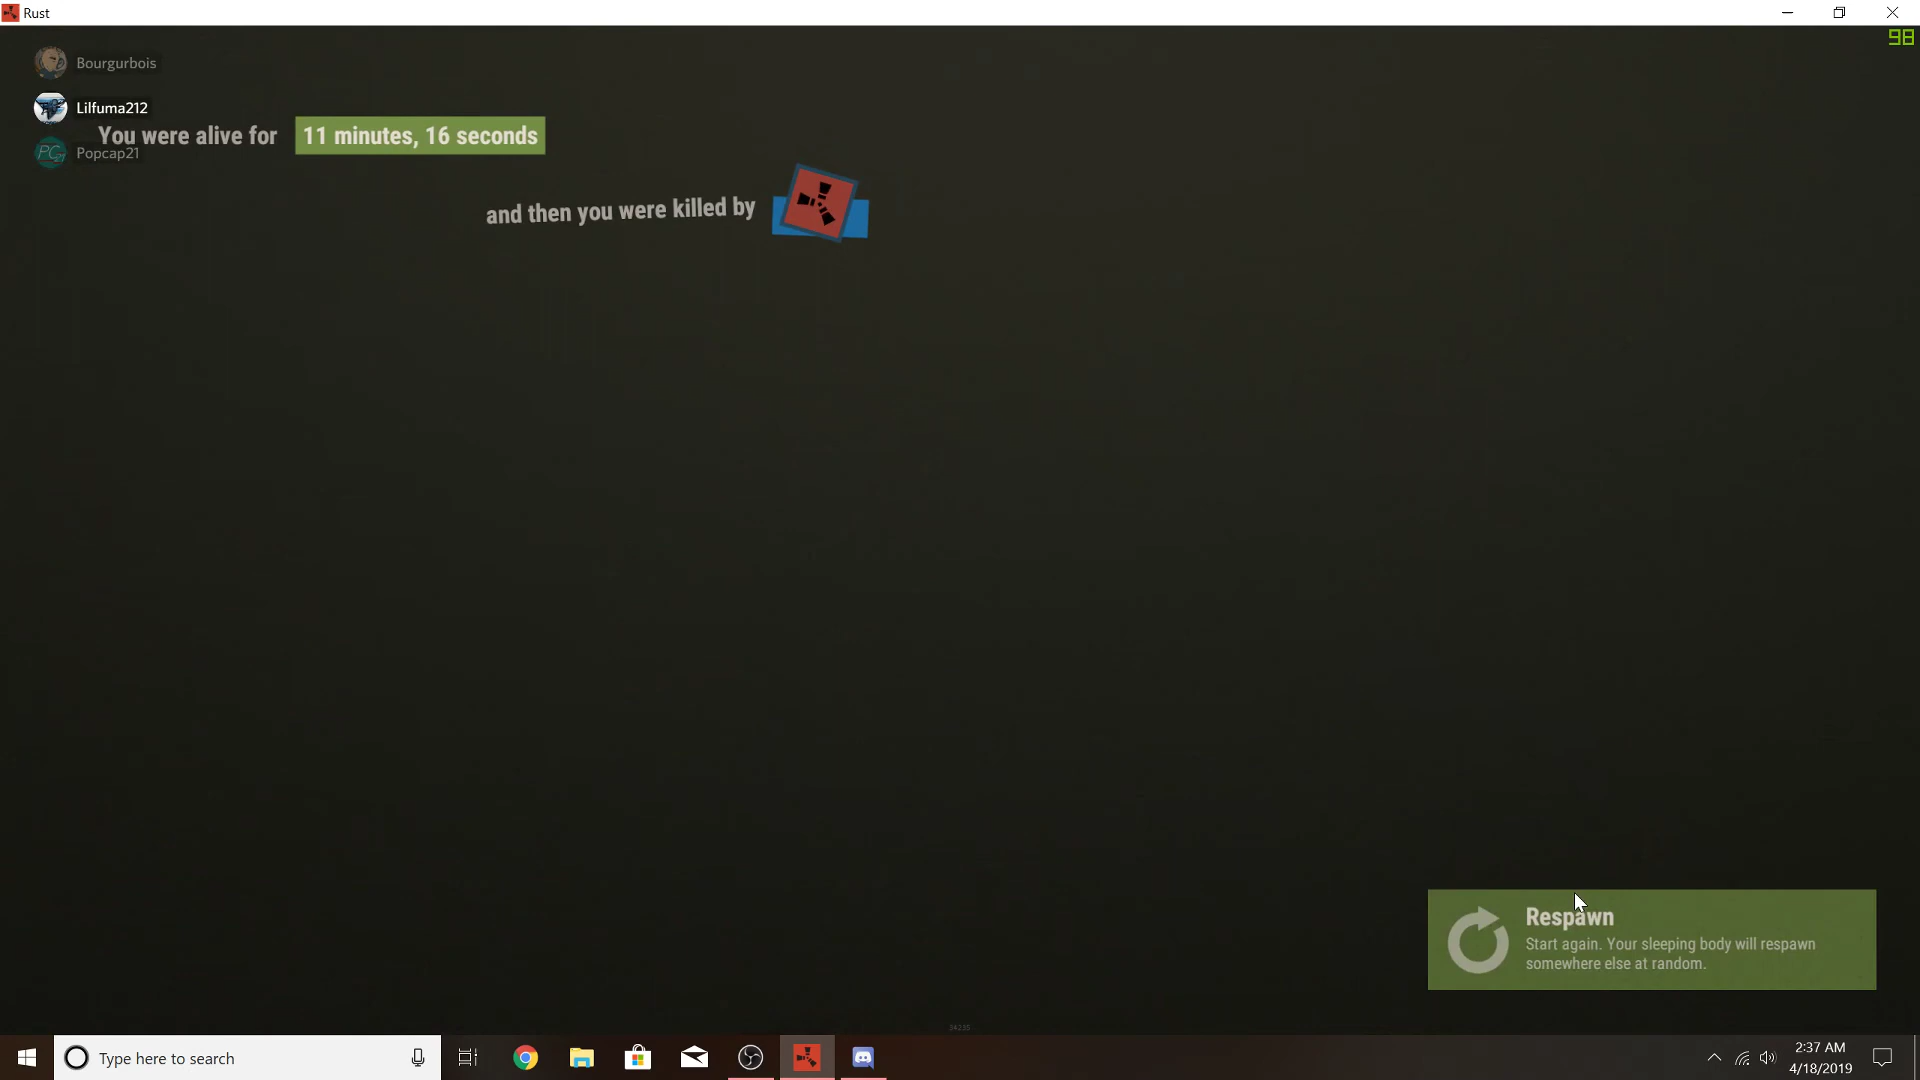 Rust
98
Bourgurbois
Lilfuma212
You were alive for 11 minutes, 16 seconds
Popcap21
and then you were killed by
Respawn
Start again. Your sleeping body will respawn
somewhere else at random.
34235
Type here to search
2:37 AM
4/18/2019